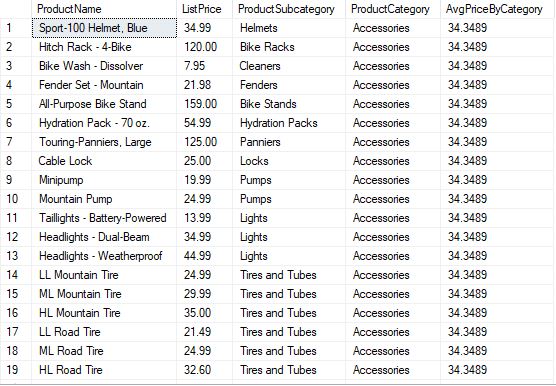 ProductName ListPrice ProductSubcategory ProductCategory AvgPriceByCategory
1 Sport-100 Helmet, Blue 34.99 Helmets Accessories 34.3489
2 Hitch Rack - 4-Bike 120.00 Bike Racks Accessories 34.3489
3 Bike Wash - Dissolver 7.95 Cleaners Accessories 34.3489
4 Fender Set - Mountain 21.98 Fenders Accessories 34.3489
5 All-Purpose Bike Stand 159.00 Bike Stands Accessories 34.3489
6 Hydration Pack - 70 oz. 54.99 Hydration Packs Accessories 34.3489
7 Touring-Panniers, Large 125.00 Panniers Accessories 34.3489
8 Cable Lock 25.00 Locks Accessories 34.3489
9 Minipump 19.99 Pumps Accessories 34.3489
10 Mountain Pump 24.99 Pumps Accessories 34.3489
11 Taillights - Battery-Powered 13.99 Lights Accessories 34.3489
12 Headlights - Dual-Beam 34.99 Lights Accessories 34.3489
13 Headlights - Weatherproof 44.99 Lights Accessories 34.3489
14 LL Mountain Tire 24.99 Tires and Tubes Accessories 34.3489
15 ML Mountain Tire 29.99 Tires and Tubes Accessories 34.3489
16 HL Mountain Tire 35.00 Tires and Tubes Accessories 34.3489
17 LL Road Tire 21.49 Tires and Tubes Accessories 34.3489
18 ML Road Tire 24.99 Tires and Tubes Accessories 34.3489
19 HL Road Tire 32.60 Tires and Tubes Accessories 34.3489